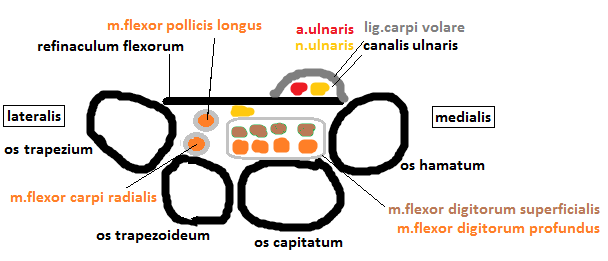 m.flexor pollicis longus
a.ulnaris lig.carpi volare
refinaculum flexorum
n.ulnaris canalis ulnaris
lateralis
medialis
os trapezium
os hamatum
m.flexor carpi radialis
m.flexor digitorum superficialis
m.flexor digitorum profundus
os trapezoideum
os capitatum